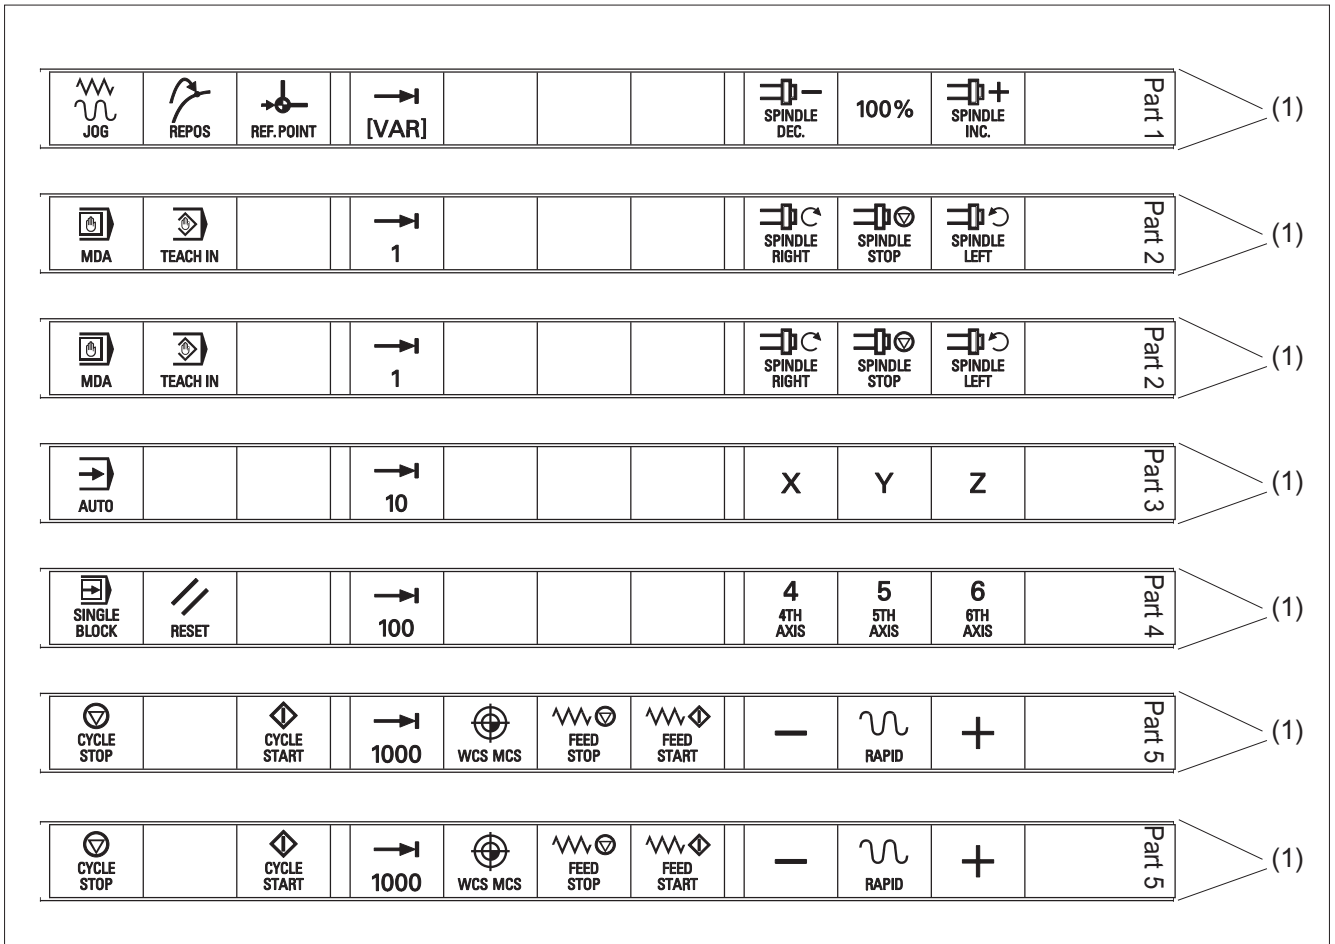 JOG REPOS REF. POINT [VAR] SPINDLE DEC. 100% SPINDLE INC. Part 1 (1)
MDA TEACH IN 1 SPINDLE RIGHT SPINDLE STOP SPINDLE LEFT Part 2 (1)
MDA TEACH IN 1 SPINDLE RIGHT SPINDLE STOP SPINDLE LEFT Part 2 (1)
AUTO 10 X Y Z Part 3 (1)
SINGLE BLOCK RESET 100 4 4TH AXIS 5 5TH AXIS 6 6TH AXIS Part 4 (1)
CYCLE STOP CYCLE START 1000 WCS MCS FEED STOP FEED START − RAPID + Part 5 (1)
CYCLE STOP CYCLE START 1000 WCS MCS FEED STOP FEED START − RAPID + Part 5 (1)